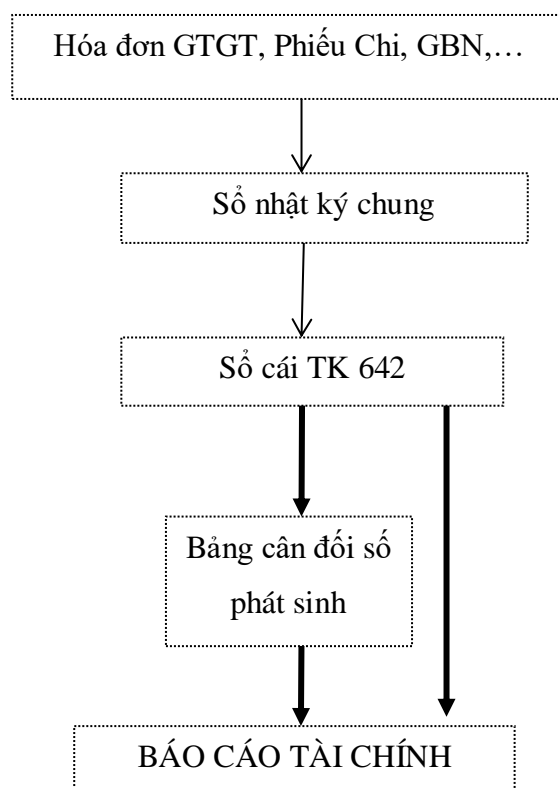 Hóa đơn GTGT, Phiếu Chi, GBN,…
Sổ nhật ký chung
Sổ cái TK 642
Bảng cân đối số
phát sinh
BÁO CÁO TÀI CHÍNH